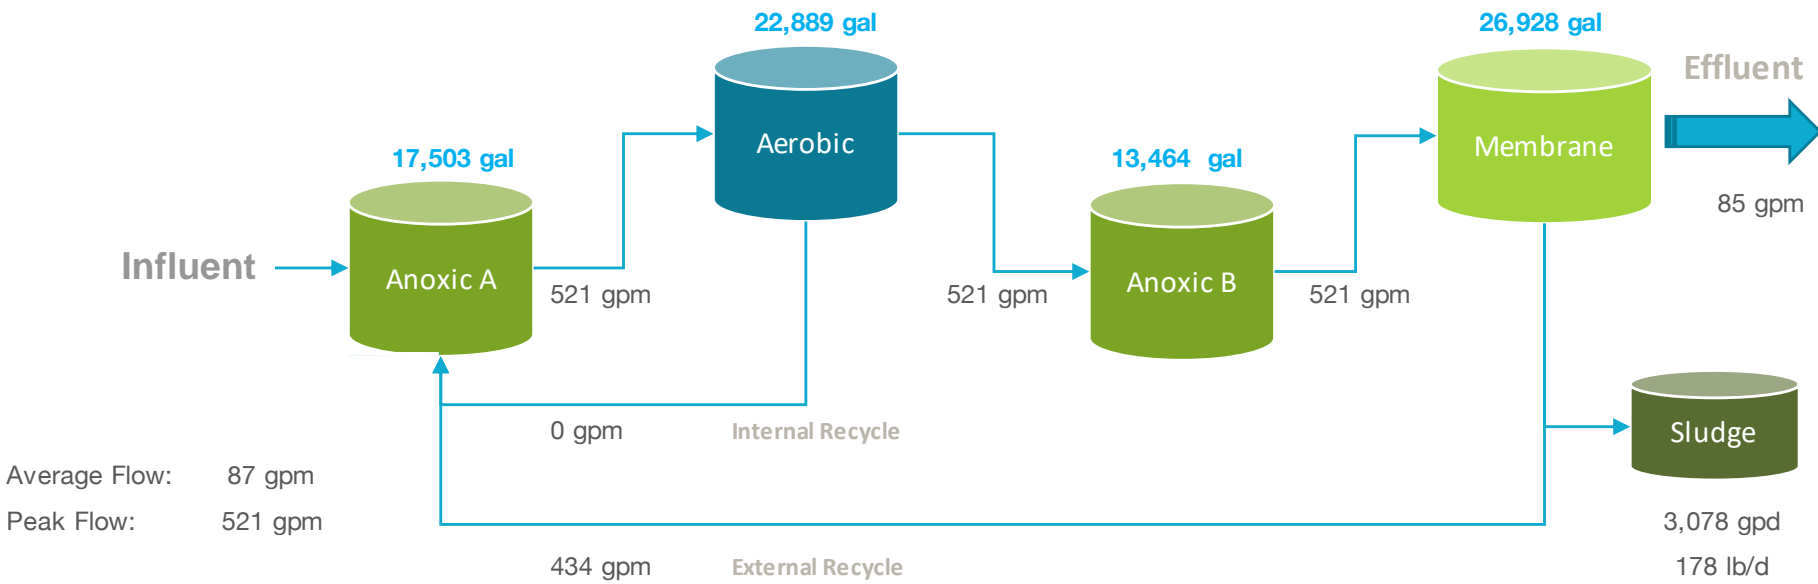 22,889 gal
26,928 gal
Effluent
Aerobic
Membrane
17,503 gal
13,464 gal
85 gpm
Influent
Anoxic A
Anoxic B
521 gpm
521 gpm
521 gpm
0 gpm
Internal Recycle
Sludge
Average Flow: 87 gpm
Peak Flow: 521 gpm
3,078 gpd
434 gpm
External Recycle
178 lb/d